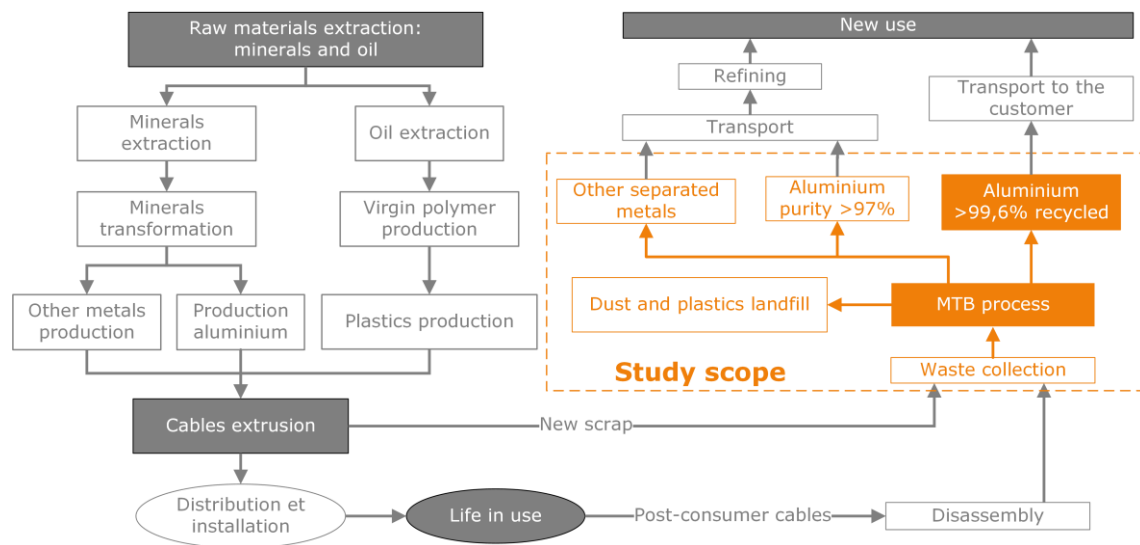 Raw materials extraction:
minerals and oil
Minerals
extraction
Oil extraction
Minerals
transformation
Virgin polymer
production
Other metals
production
Production
aluminium
Plastics production
Cables extrusion
New scrap
Distribution et
installation
Life in use
Post-consumer cables
Disassembly
New use
Refining
Transport
Transport to the
customer
Other separated
metals
Aluminium
purity >97%
Aluminium
>99,6% recycled
Dust and plastics landfill
MTB process
Study scope
Waste collection